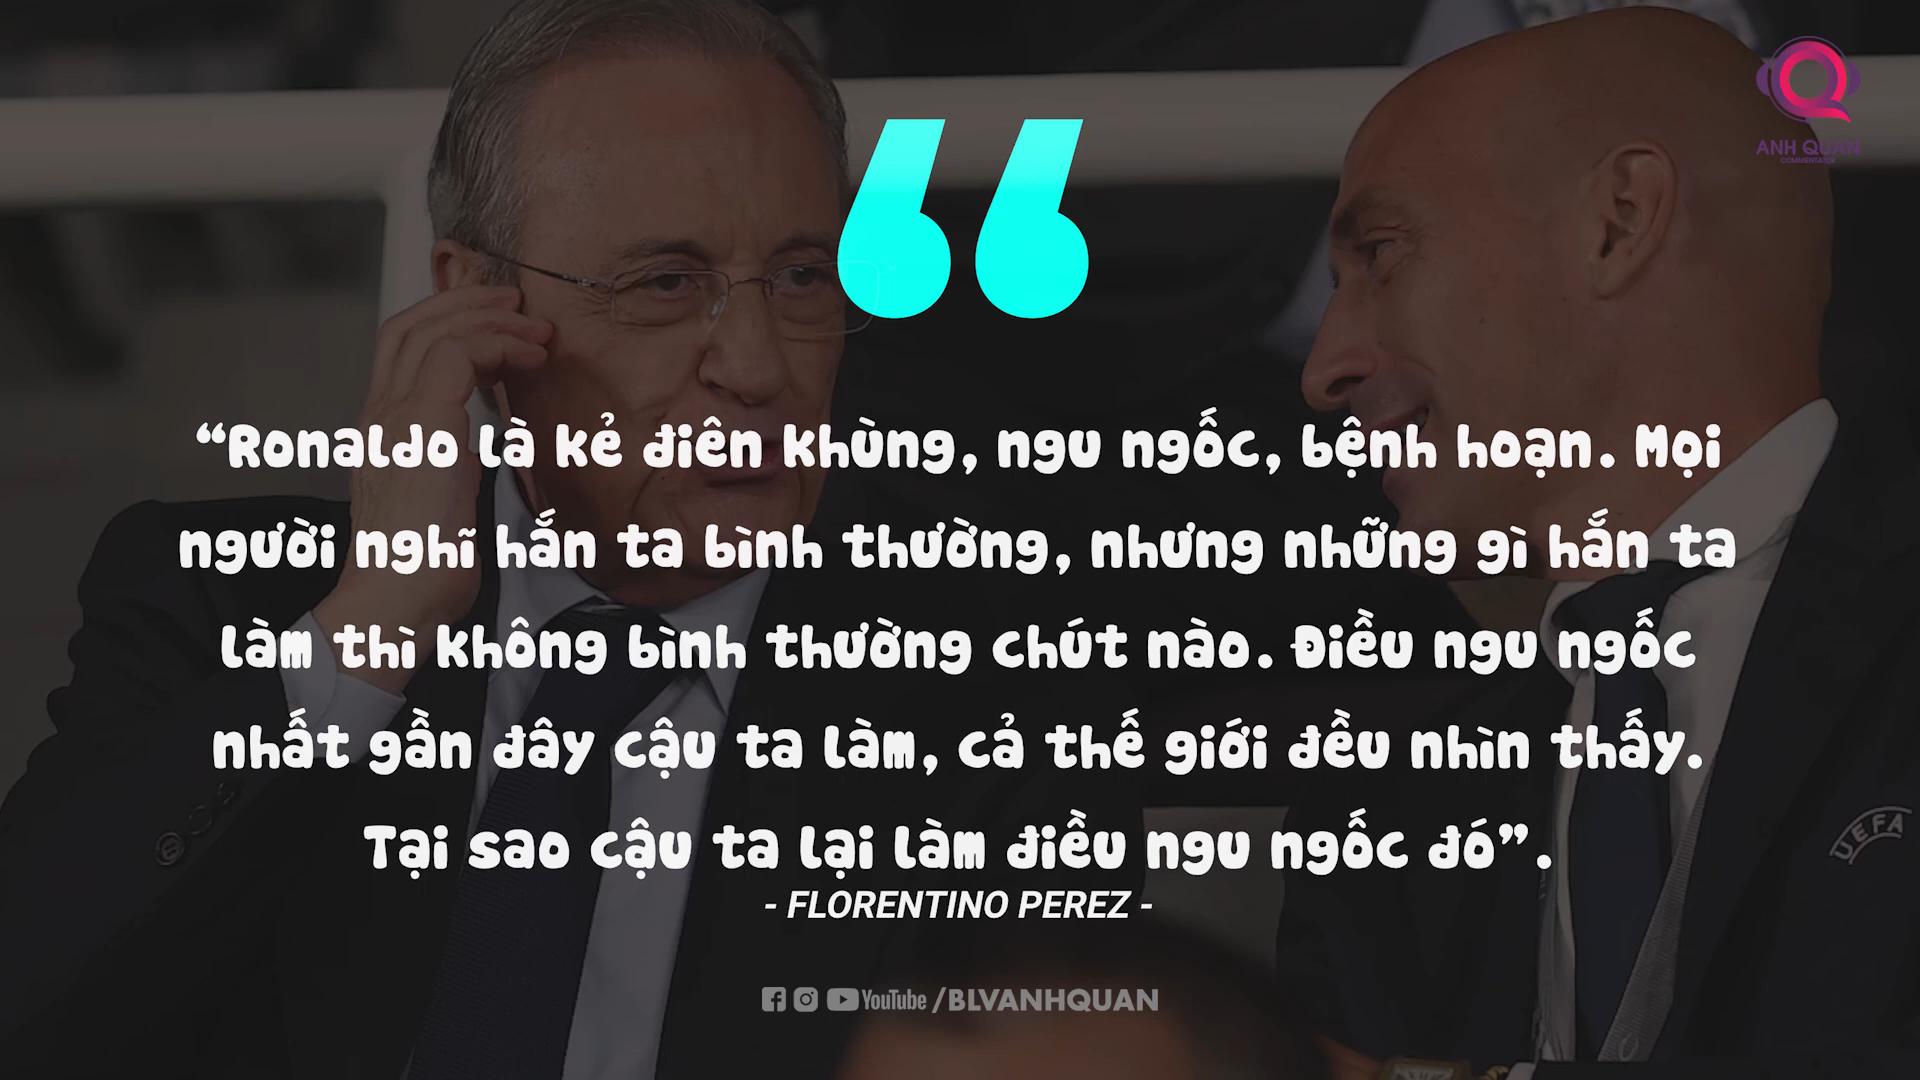 ANH QUÂN
COMMENTATOR
“Ronaldo là kẻ điên khùng, ngu ngốc, bệnh hoạn. Mọi
người nghĩ hắn ta bình thường, nhưng những gì hắn ta
làm thì không bình thường chút nào. Điều ngu ngốc
nhất gần đây cậu ta làm, cả thế giới đều nhìn thấy.
Tại sao cậu ta lại làm điều ngu ngốc đó”.
- FLORENTINO PEREZ -
YouTube /BLVANHQUAN
UEFA